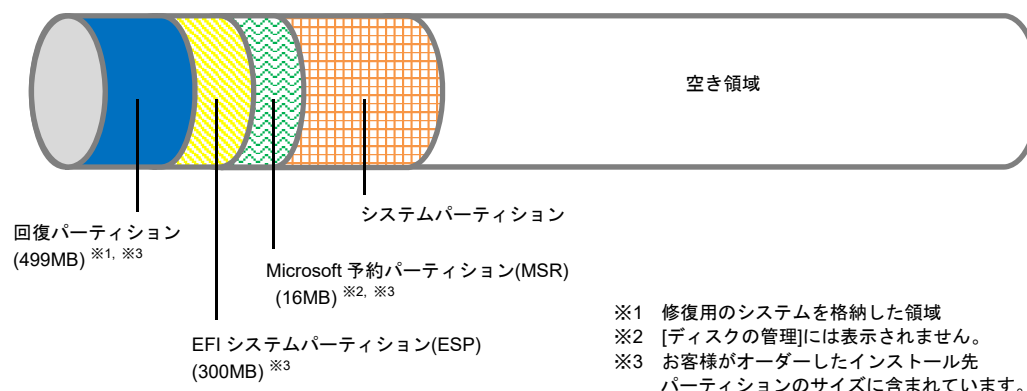 空き領域
システムパーティション
回復パーティション
(499MB) ※1, ※3
Microsoft 予約パーティション(MSR)
(16MB) ※2, ※3
EFI システムパーティション(ESP)
(300MB) ※3
※1 修復用のシステムを格納した領域
※2 [ディスクの管理]には表示されません。
※3 お客様がオーダーしたインストール先
パーティションのサイズに含まれています。